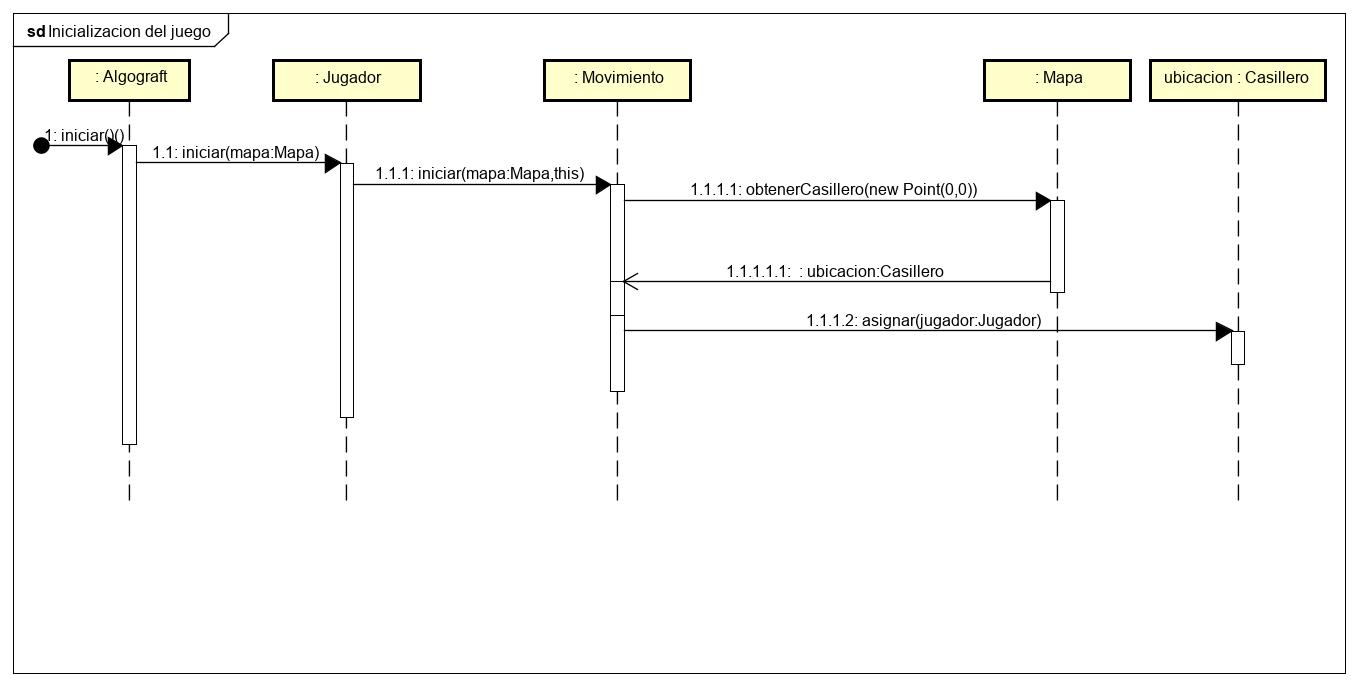 sd Inicializacion del juego
: Algograft
: Jugador
: Movimiento
: Mapa
ubicacion : Casillero
1: iniciar()()
1.1: iniciar(mapa:Mapa)
1.1.1: iniciar(mapa:Mapa,this)
1.1.1.1: obtenerCasillero(new Point(0,0))
1.1.1.1.1:  : ubicacion:Casillero
1.1.1.2: asignar(jugador:Jugador)